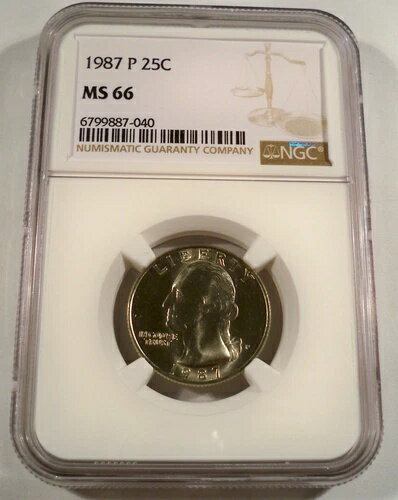 1987 P 25C
MS 66
6799887-040
NUMISMATIC GUARANTY COMPANY
NGC®
LIBERTY
IN GOD WE
TRUST
P
1987